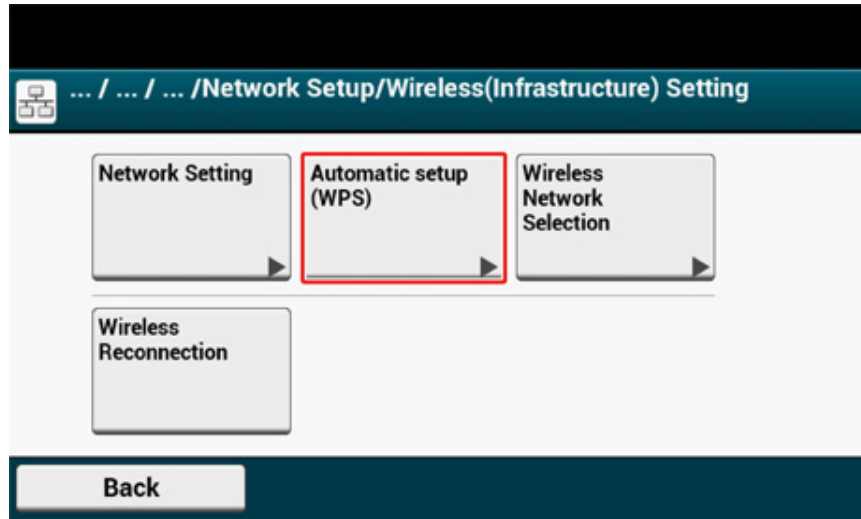 ... / ... / ... /Network Setup/Wireless(Infrastructure) Setting
Network Setting
Automatic setup
(WPS)
Wireless
Network
Selection
Wireless
Reconnection
Back